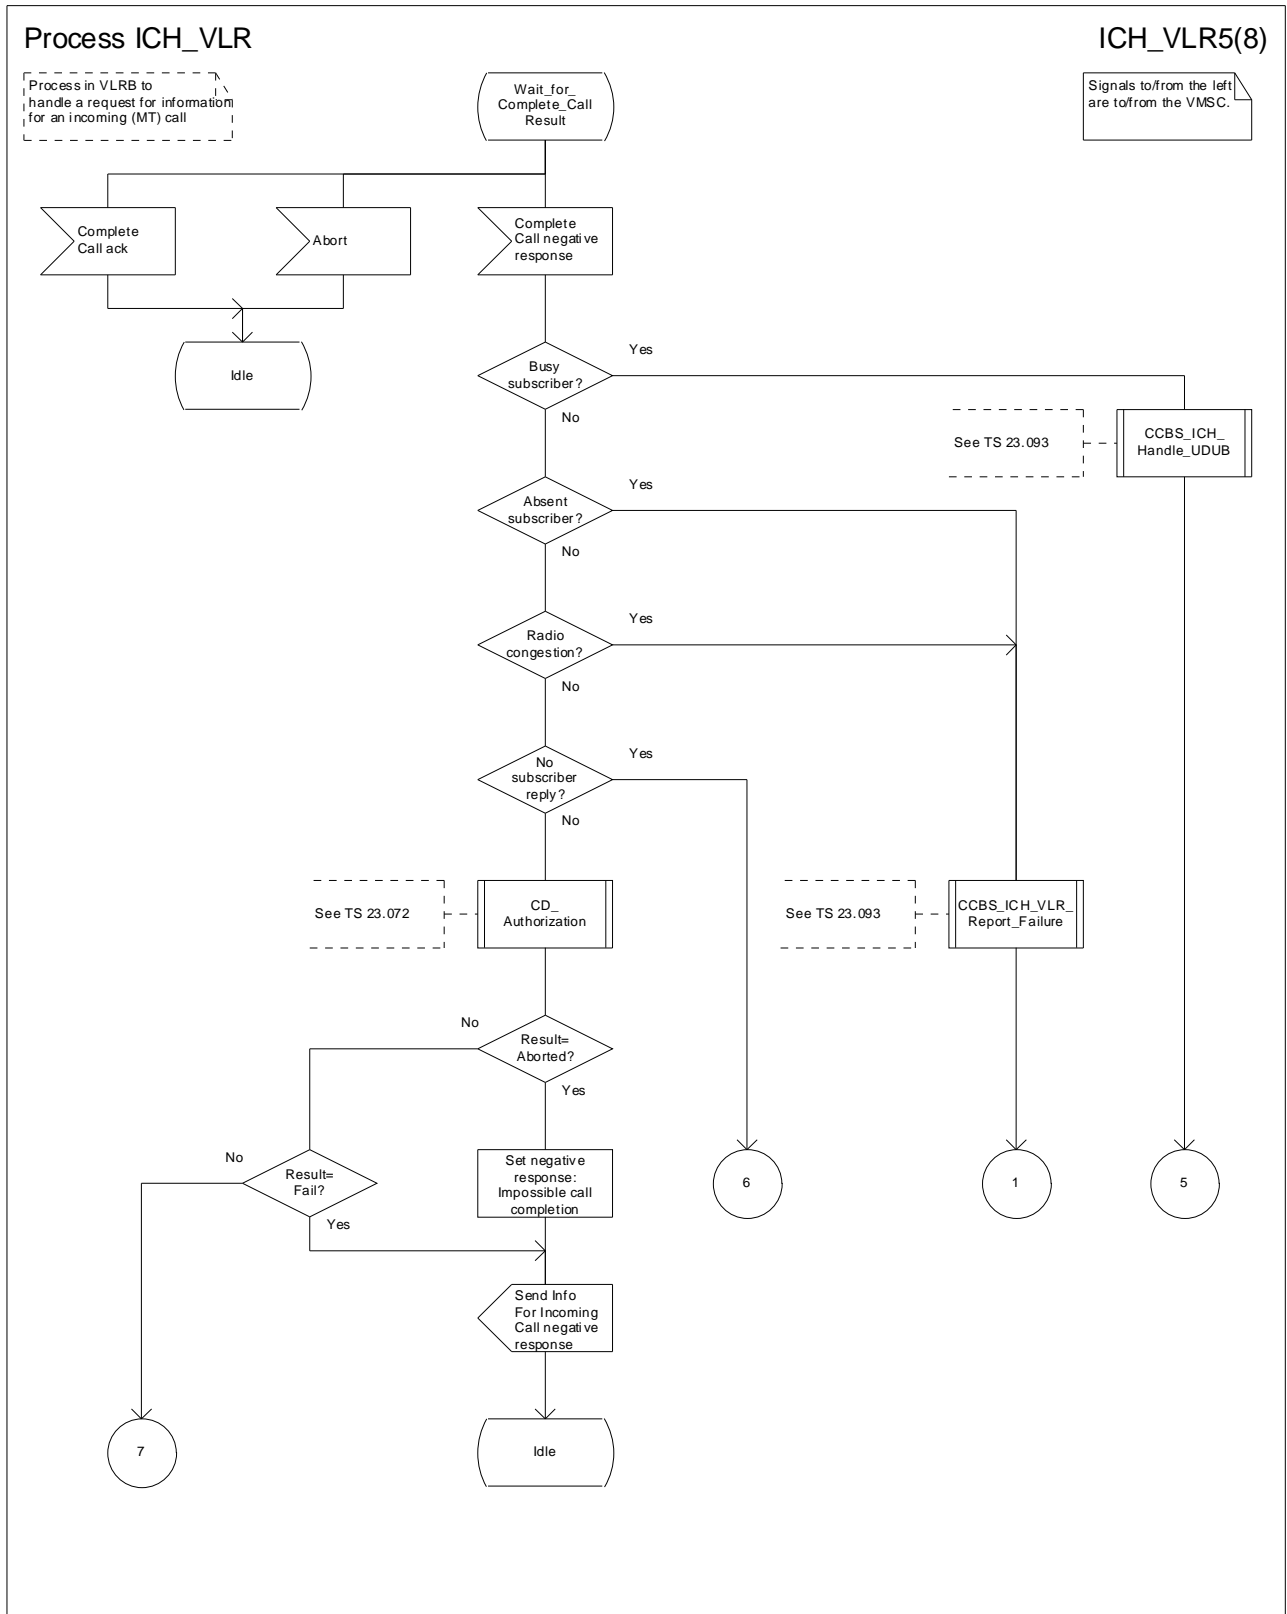 Process ICH_VLR
ICH_VLR5(8)
Process in VLRB to
handle a request for information
for an incoming (MT) call
Wait_for_
Complete_Call
Result
Signals to/from the left
are to/from the VMSC.
Complete
Call ack
Abort
Complete
Call negative
response
Idle
Busy
subscriber?
Yes
No
See TS 23.093
CCBS_ICH_
Handle_UDUB
Absent
subscriber?
Yes
No
Radio
congestion?
Yes
No
No
subscriber
reply?
Yes
No
See TS 23.072
CD_
Authorization
See TS 23.093
CCBS_ICH_VLR_
Report_Failure
No
Result=
Aborted?
Yes
No
Result=
Fail?
Yes
Set negative
response:
Impossible call
completion
6
1
5
Send Info
For Incoming
Call negative
response
7
Idle